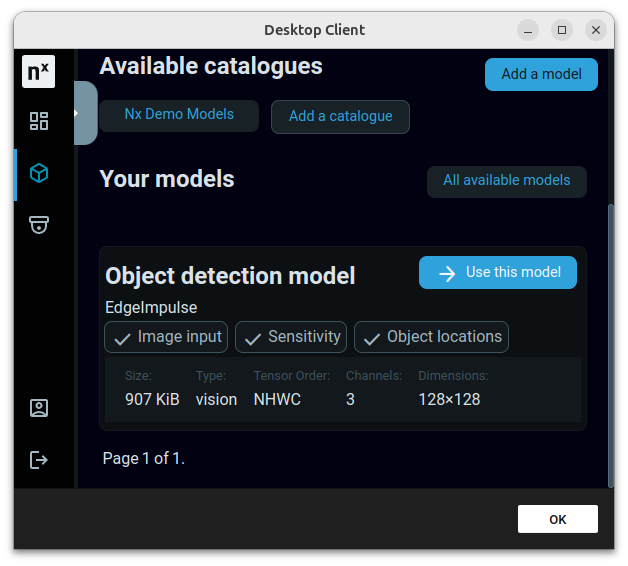 Desktop Client
nx
Available catalogues
Add a model
Nx Demo Models
Add a catalogue
Your models
All available models
Object detection model
Use this model
EdgeImpulse
Image input
Sensitivity
Object locations
Size: Type: Tensor Order: Channels: Dimensions:
907 KiB vision NHWC 3 128×128
Page 1 of 1.
OK